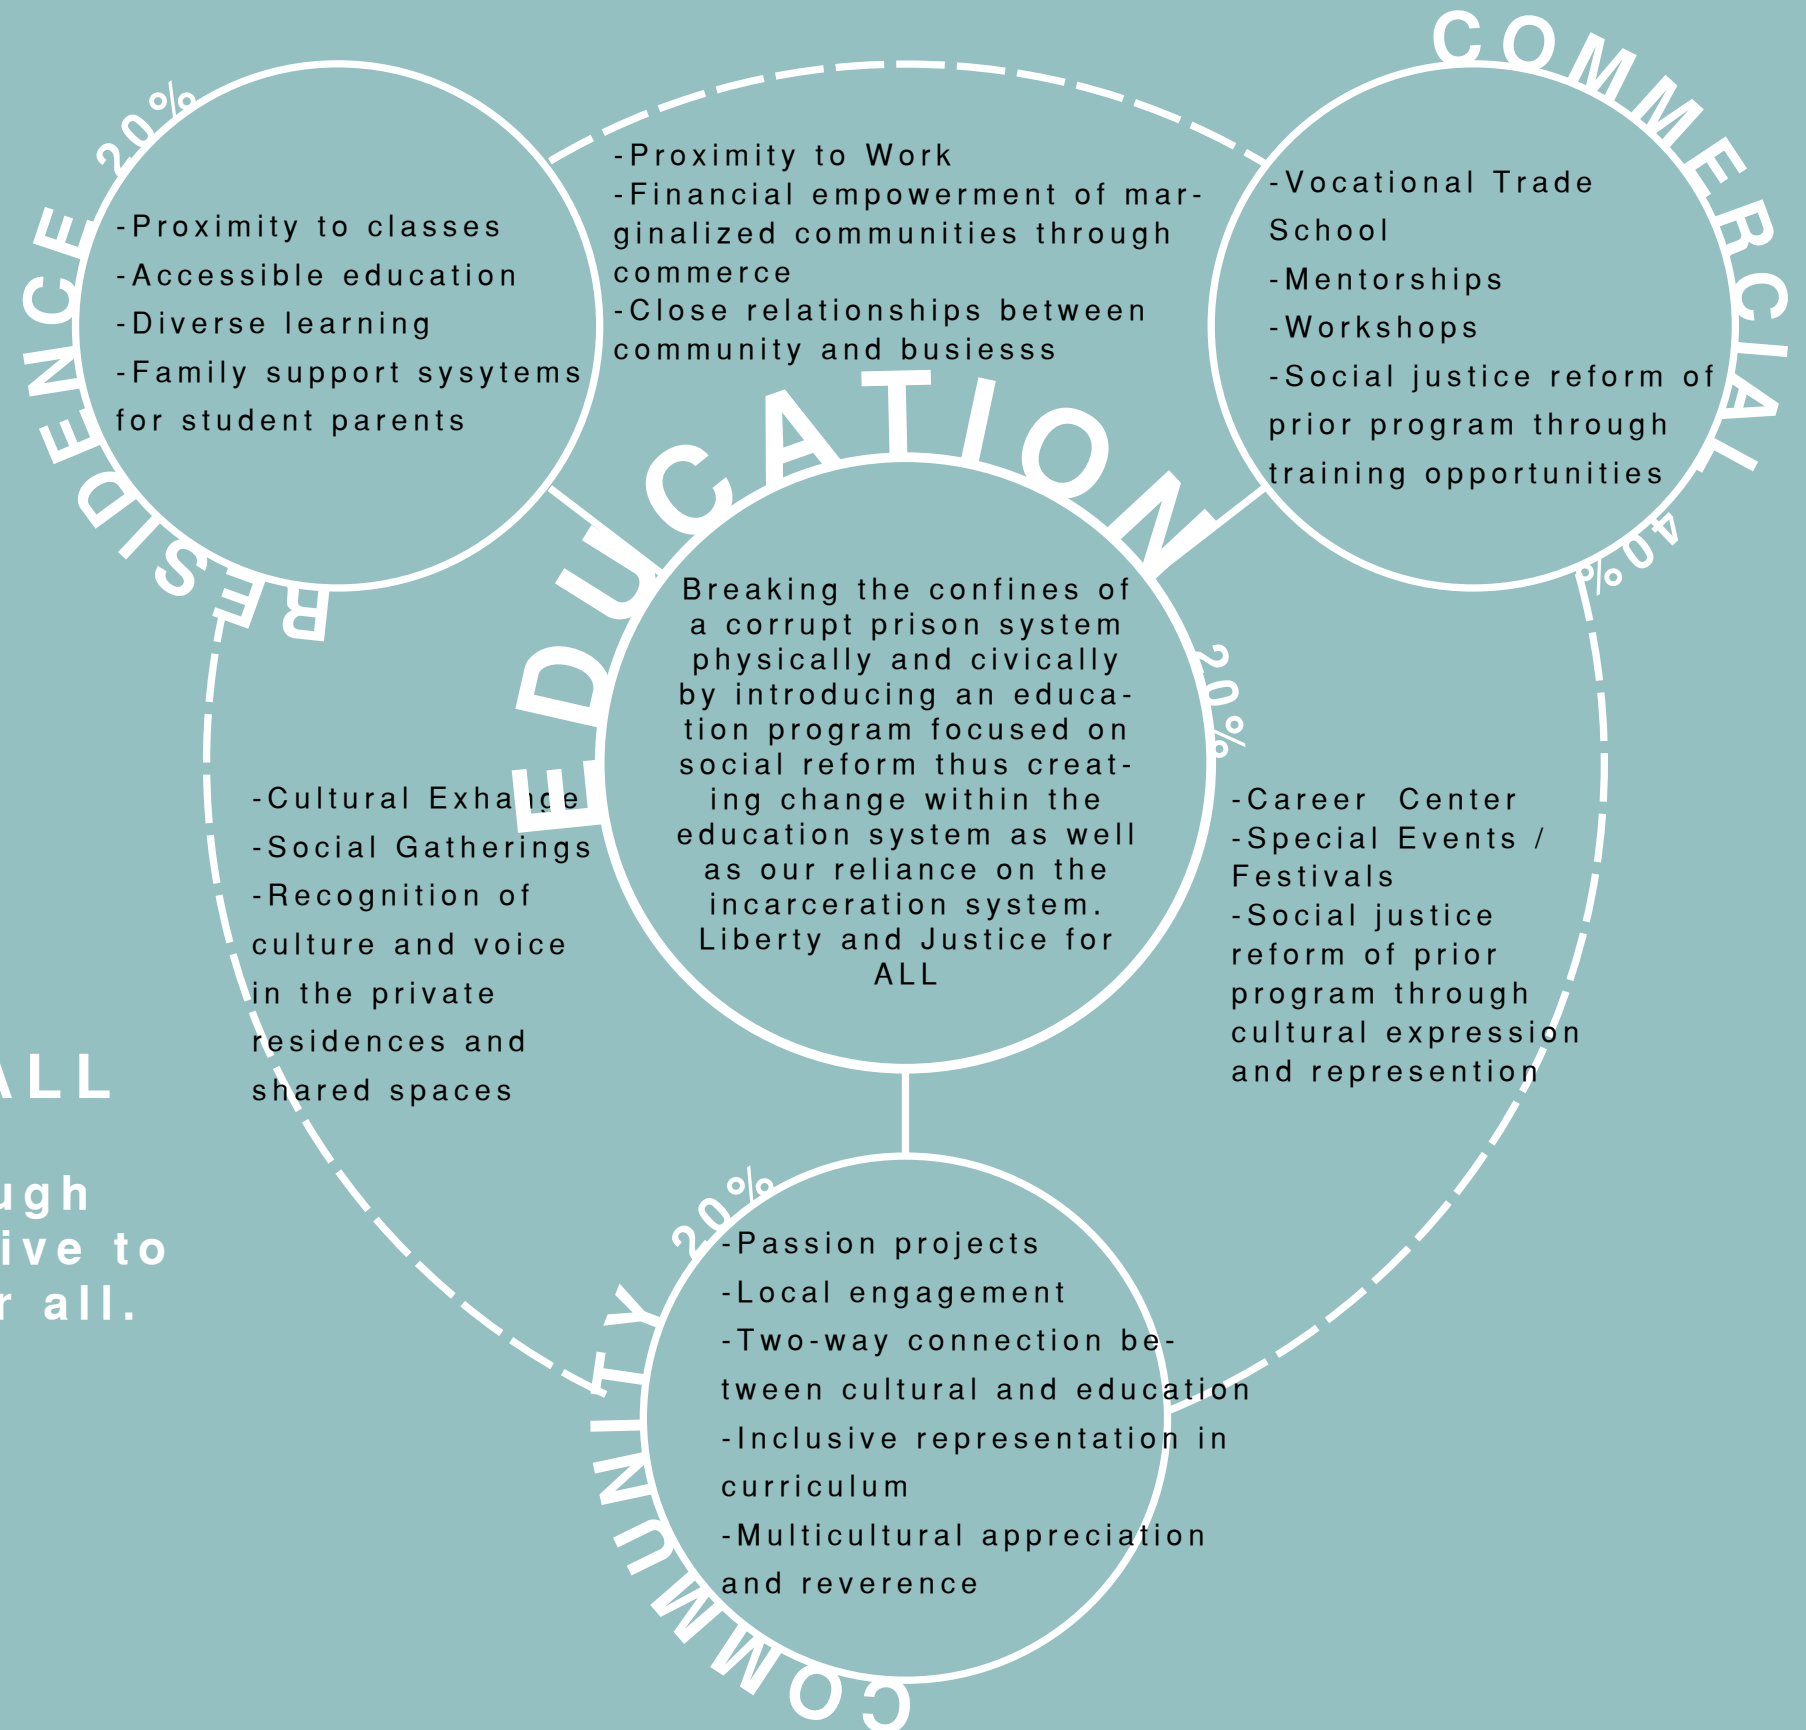 RESIDENCE 20%
-Proximity to classes
-Accessible education
-Diverse learning
-Family support sysytems
for student parents
-Proximity to Work
-Financial empowerment of mar-
ginalized communities through
commerce
-Close relationships between
community and busiesss
COMMERCIAL 40%
-Vocational Trade
School
-Mentorships
-Workshops
-Social justice reform of
prior program through
training opportunities
EDUCATION 20%
Breaking the confines of
a corrupt prison system
physically and civically
by introducing an educa-
tion program focused on
social reform thus creat-
ing change within the
education system as well
as our reliance on the
incarceration system.
Liberty and Justice for
ALL
-Cultural Exhange
-Social Gatherings
-Recognition of
culture and voice
in the private
residences and
shared spaces
-Career Center
-Special Events /
Festivals
-Social justice
reform of prior
program through
cultural expression
and represention
ALL
ugh
ive to
r all.
COMMUNITY 20%
-Passion projects
-Local engagement
-Two-way connection be-
tween cultural and education
-Inclusive representation in
curriculum
-Multicultural appreciation
and reverence